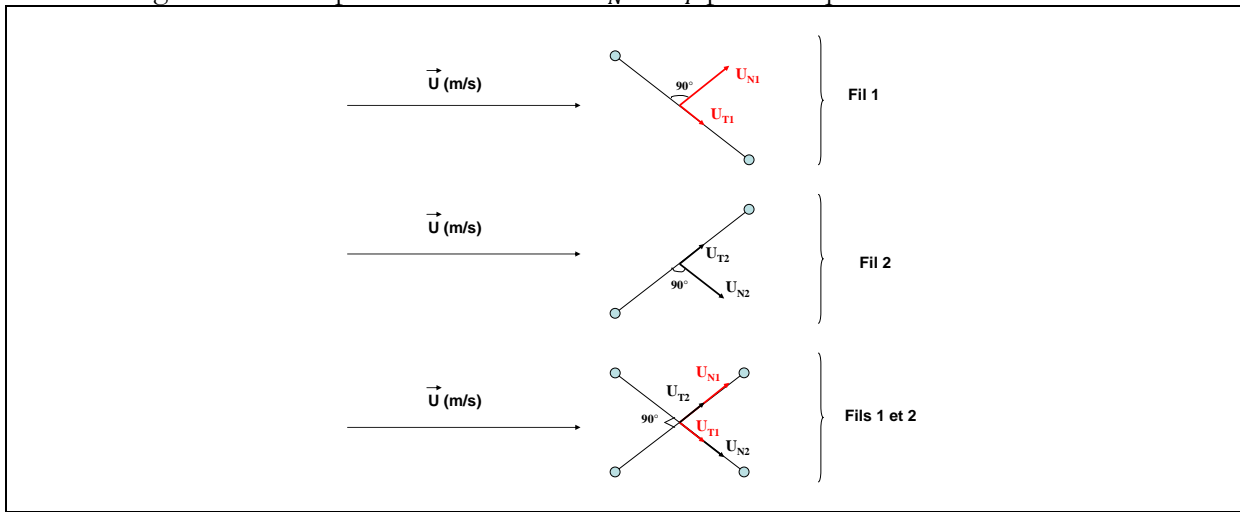 U (m/s)
90°
U_N1
U_T1
Fil 1
U (m/s)
U_T2
90°
U_N2
Fil 2
U (m/s)
U_N1
U_T2
90°
U_T1
U_N2
Fils 1 et 2